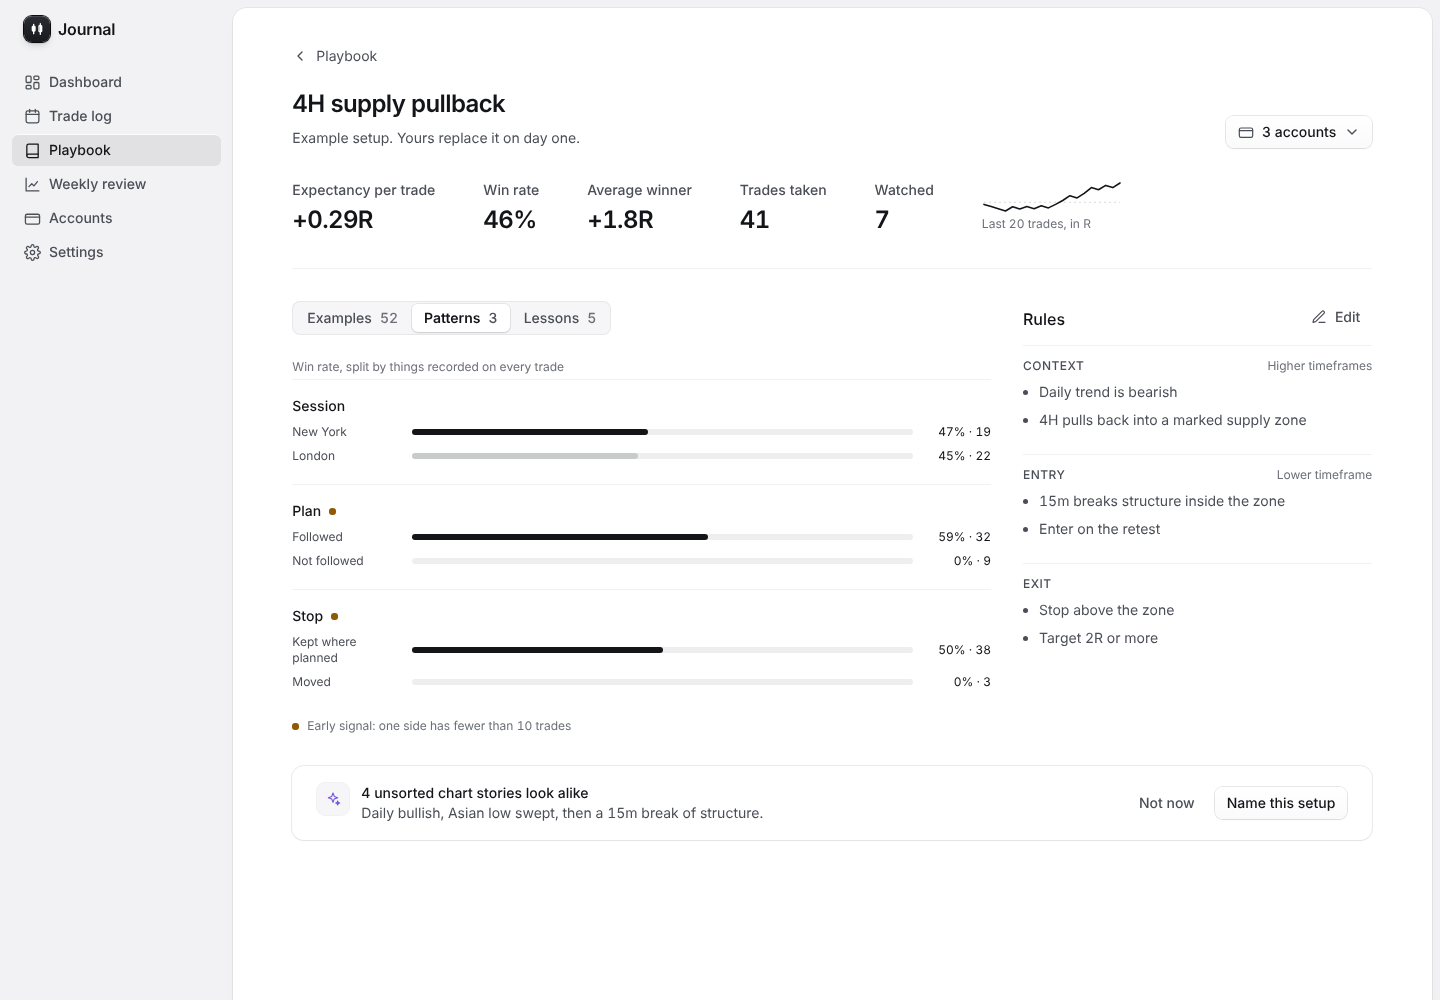 Journal
Dashboard
Trade log
Playbook
Weekly review
Accounts
Settings
Playbook
4H supply pullback
Example setup. Yours replace it on day one.
3 accounts
Expectancy per trade
+0.29R
Win rate
46%
Average winner
+1.8R
Trades taken
41
Watched
7
Last 20 trades, in R
Examples 52
Patterns 3
Lessons 5
Win rate, split by things recorded on every trade
Session
New York 47% · 19
London 45% · 22
Plan
Followed 59% · 32
Not followed 0% · 9
Stop
Kept where
planned 50% · 38
Moved 0% · 3
Early signal: one side has fewer than 10 trades
Rules
Edit
CONTEXT Higher timeframes
Daily trend is bearish
4H pulls back into a marked supply zone
ENTRY Lower timeframe
15m breaks structure inside the zone
Enter on the retest
EXIT
Stop above the zone
Target 2R or more
4 unsorted chart stories look alike
Daily bullish, Asian low swept, then a 15m break of structure.
Not now
Name this setup